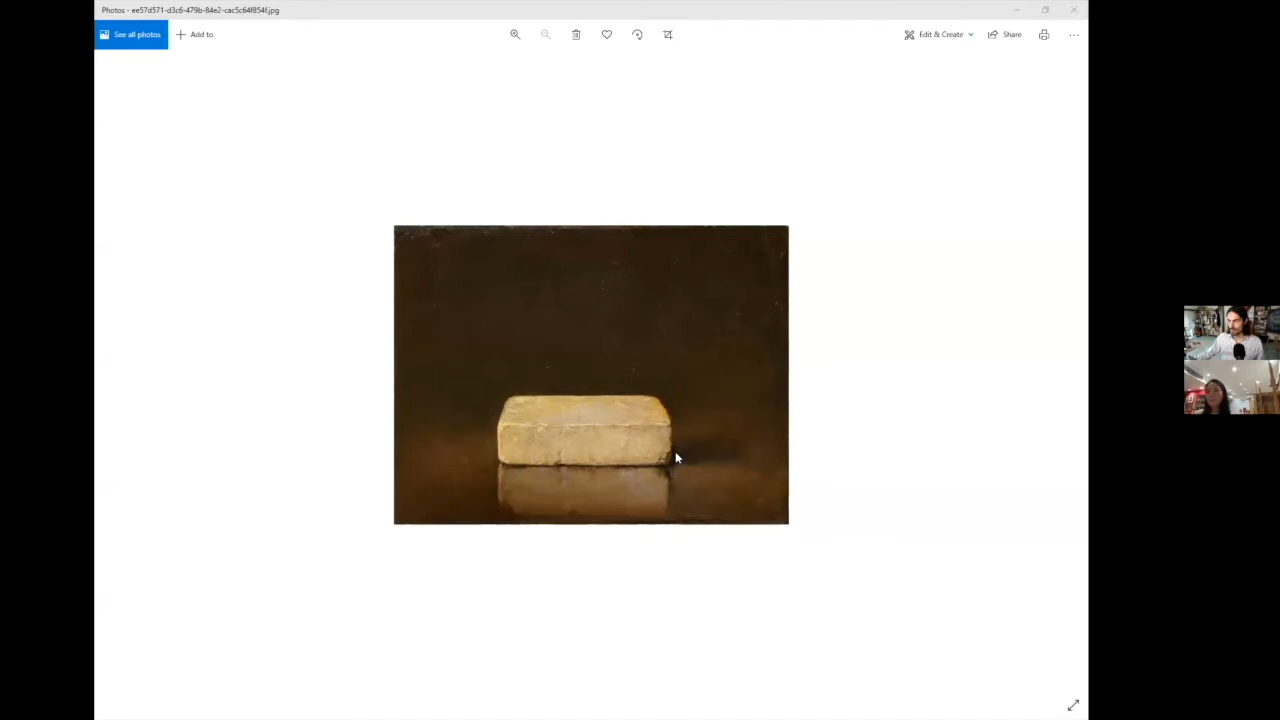 Photos - ee57d571-d3c6-479b-84e2-cac5c64f854f.jpg
See all photos
Add to
Edit & Create
Share